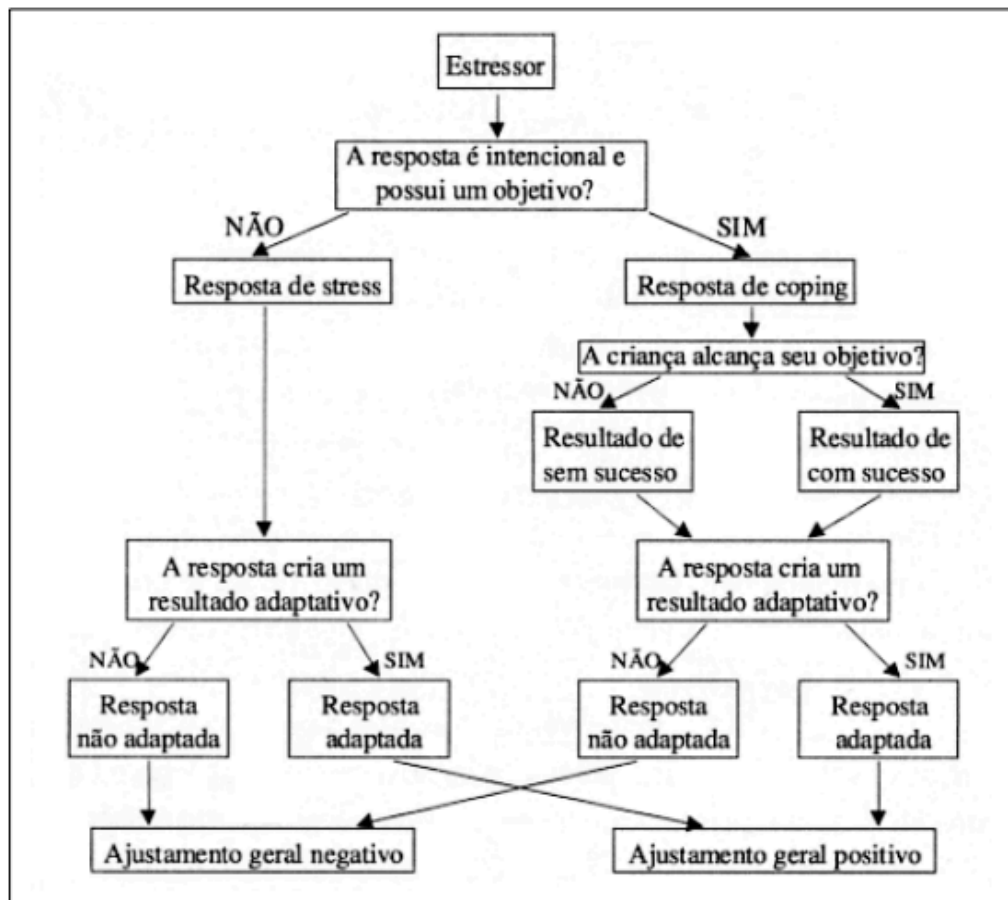 Estressor
A resposta é intencional e
possui um objetivo?
NÃO
SIM
Resposta de stress
Resposta de coping
A criança alcança seu objetivo?
NÃO
SIM
Resultado de
sem sucesso
Resultado de
com sucesso
A resposta cria um
resultado adaptativo?
A resposta cria um
resultado adaptativo?
NÃO
SIM
NÃO
SIM
Resposta
não adaptada
Resposta
adaptada
Resposta
não adaptada
Resposta
adaptada
Ajustamento geral negativo
Ajustamento geral positivo